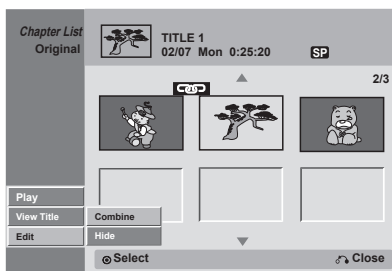 Chapter List
Original
TITLE 1
02/07 Mon 0:25:20 SP
2/3
Play
View Title
Edit
Combine
Hide
Select
Close